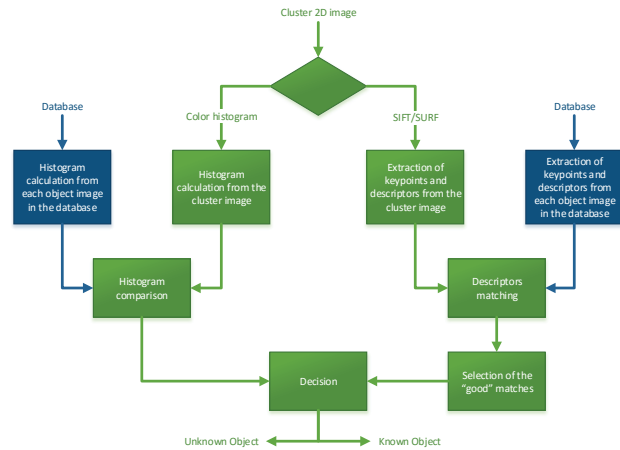 Cluster 2D image
Database
Color histogram
SIFT/SURF
Database
Histogram
calculation from
each object image
in the database
Histogram
calculation from the
cluster image
Extraction of
keypoints and
descriptors from the
cluster image
Extraction of
keypoints and
descriptors from
each object image
in the database
Histogram
comparison
Descriptors
matching
Decision
Selection of the
“good” matches
Unknown Object
Known Object